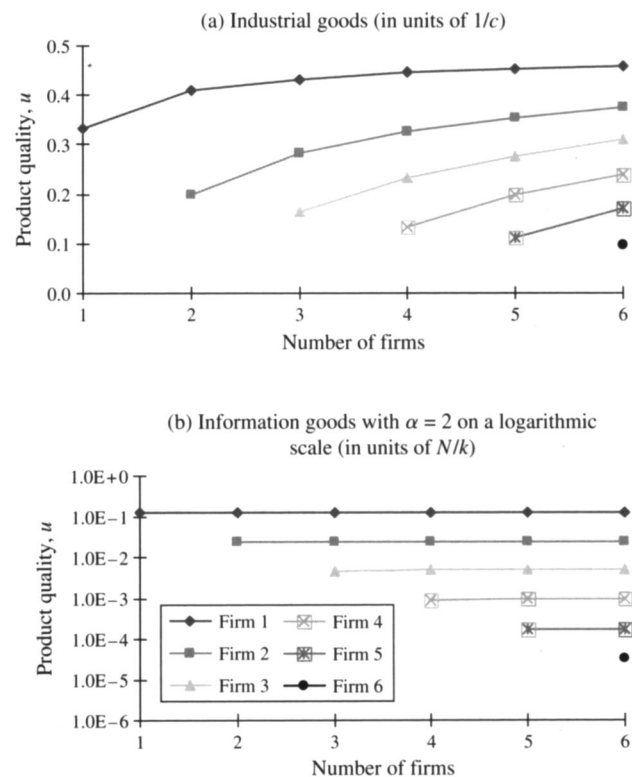 (a) Industrial goods (in units of 1/c)
Product quality, u
0.5
0.4
0.3
0.2
0.1
0.0
1 2 3 4 5 6
Number of firms
(b) Information goods with α = 2 on a logarithmic
scale (in units of N/k)
Product quality, u
1.0E+0
1.0E−1
1.0E−2
1.0E−3
1.0E−4
1.0E−5
1.0E−6
Firm 1 Firm 4
Firm 2 Firm 5
Firm 3 Firm 6
1 2 3 4 5 6
Number of firms